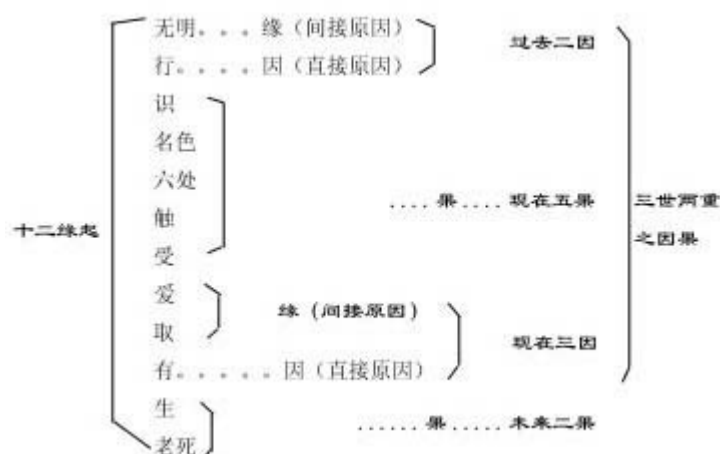 无明。。。缘（间接原因）
过去二因
行。。。。因（直接原因）
识
名色
六处
....果....现在五果
三世两重
触
十二缘起
之因果
受
爱
缘（间接原因）
取
现在三因
有。。。。。因（直接原因）
生
......果.....未来二果
老死